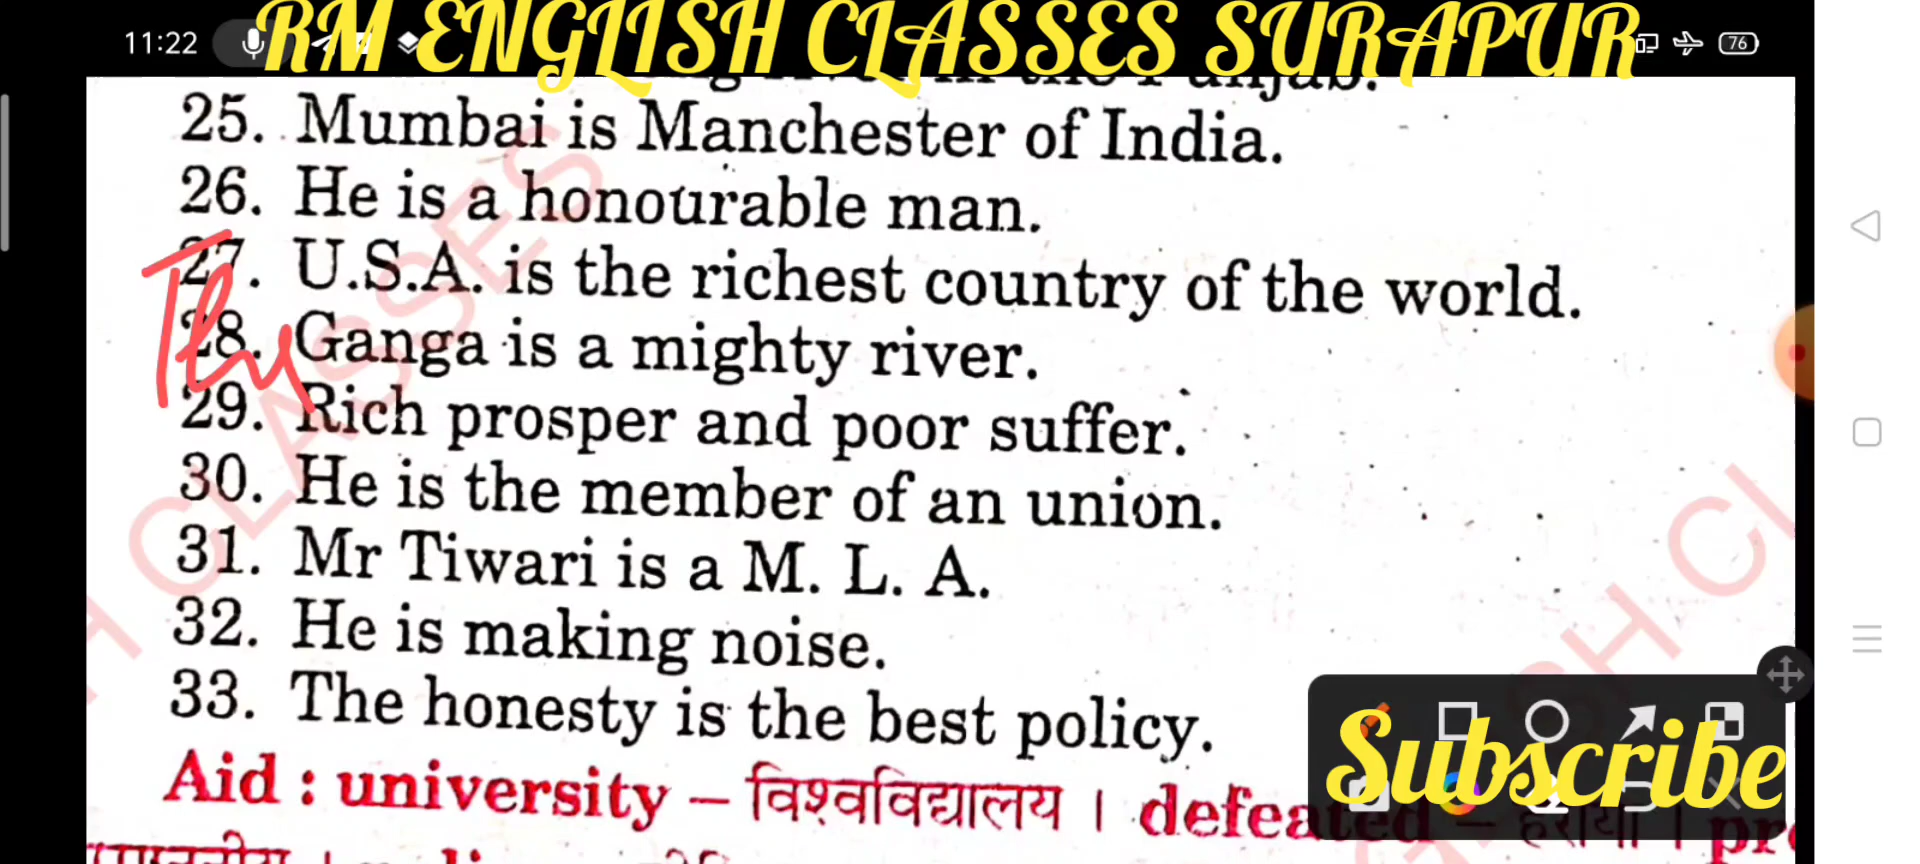 RM ENGLISH CLASSES SURAPUR
11:22
76
25. Mumbai is Manchester of India.
26. He is a honourable man.
27. U.S.A. is the richest country of the world.
28. Ganga is a mighty river.
29. Rich prosper and poor suffer.
30. He is the member of an union.
31. Mr Tiwari is a M. L. A.
32. He is making noise.
33. The honesty is the best policy.
Aid : university – विश्वविद्यालय । defeated – हराया ।
Subscribe
CLASSES